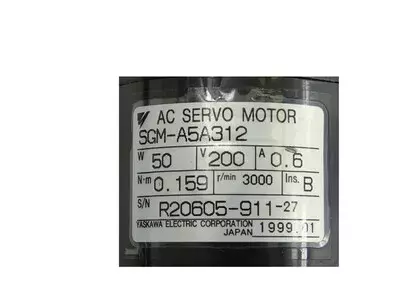 AC SERVO MOTOR
SGM-A5A312
W 50 V 200 A 0.6
N·m 0.159 r/min 3000 Ins. B
S/N R20605-911-27
YASKAWA ELECTRIC CORPORATION
JAPAN 1999.01